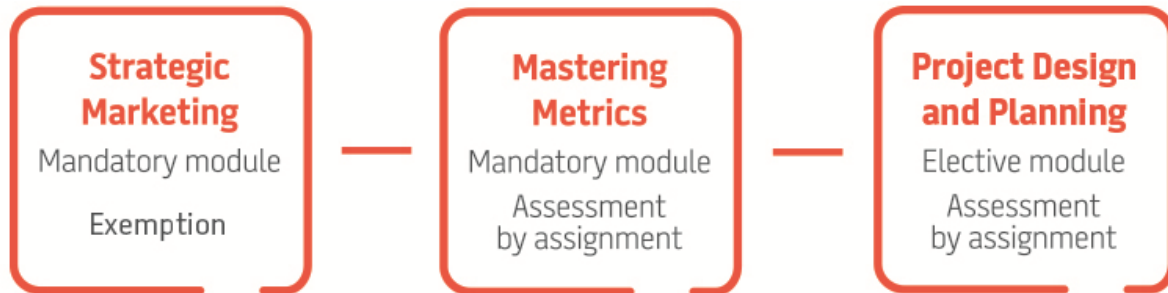 Strategic
Marketing
Mandatory module
Exemption
Mastering
Metrics
Mandatory module
Assessment
by assignment
Project Design
and Planning
Elective module
Assessment
by assignment